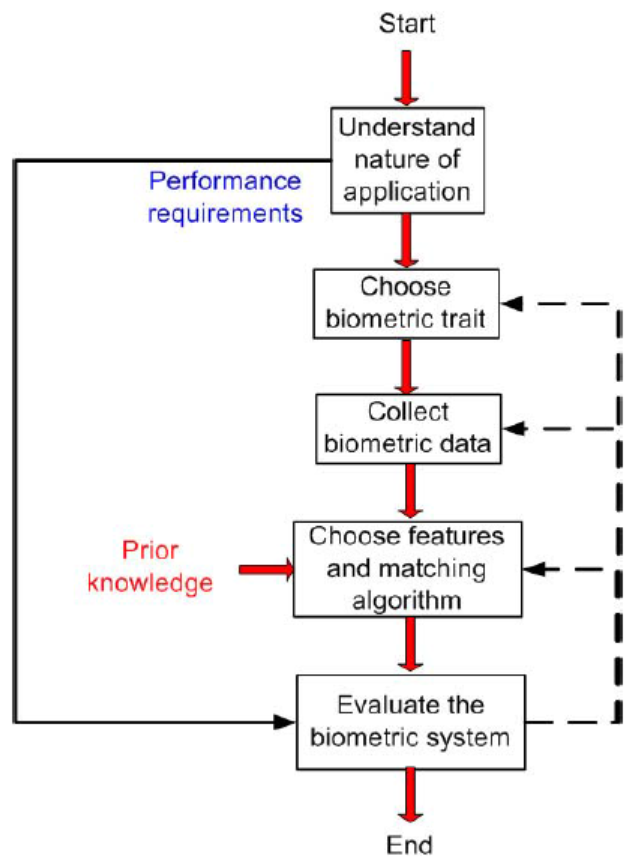 Start
Understand
nature of
application
Performance
requirements
Choose
biometric trait
Collect
biometric data
Choose features
and matching
algorithm
Prior
knowledge
Evaluate the
biometric system
End